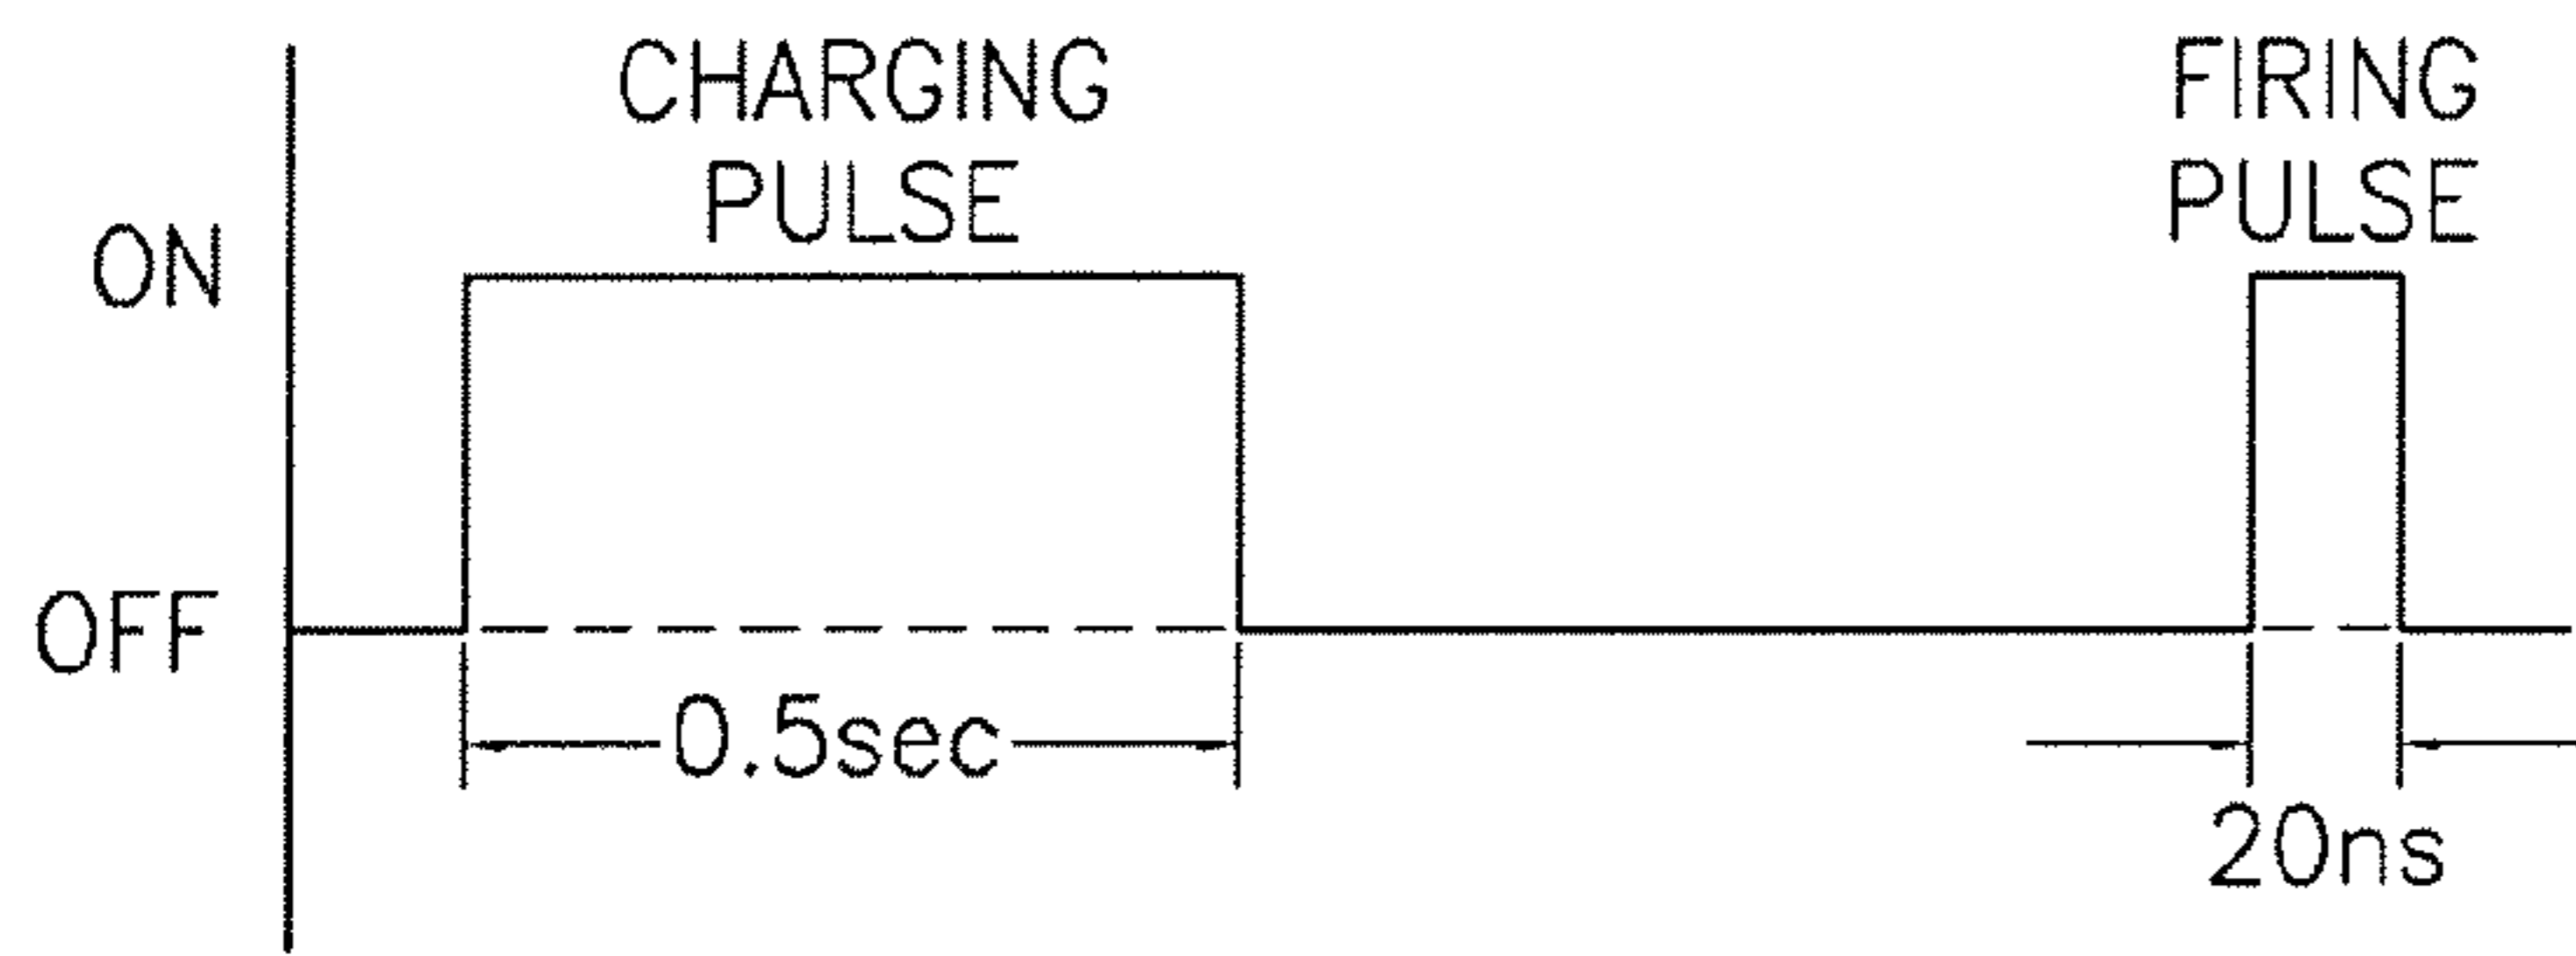 CHARGING
PULSE
FIRING
PULSE
ON
OFF
0.5sec
20ns